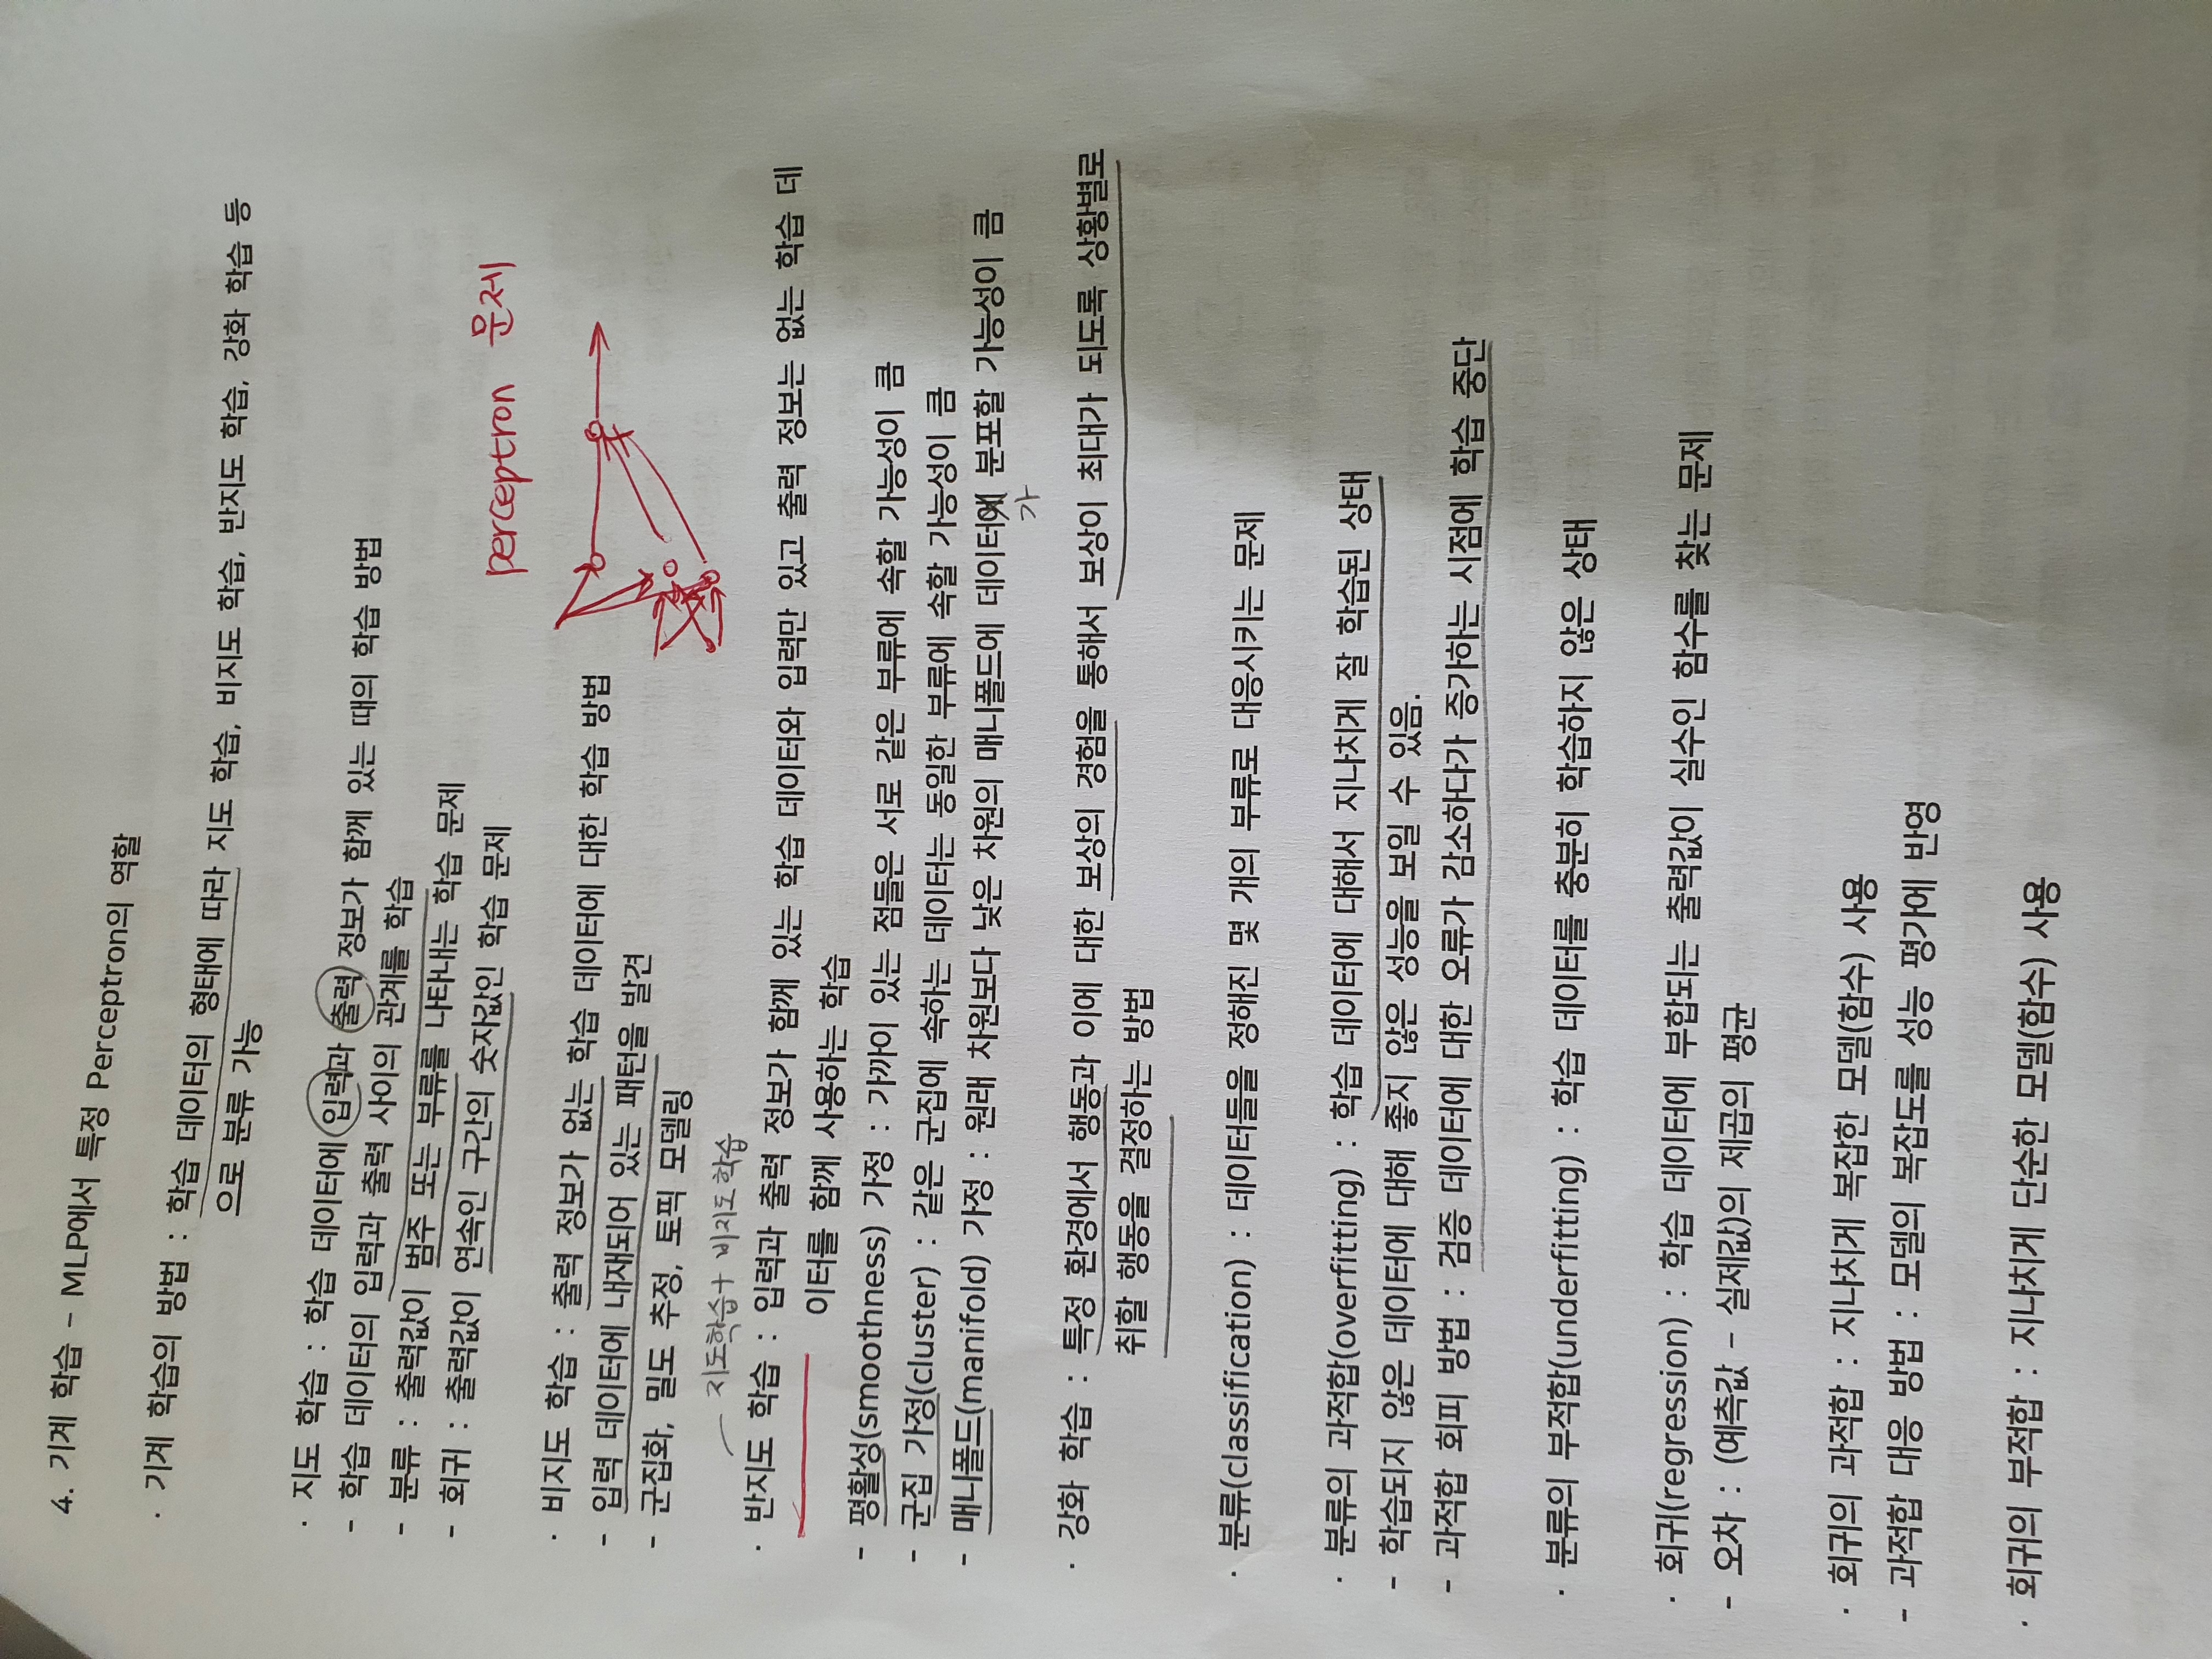 4. 기계 학습 - MLP에서 특정 Perceptron의 역할
· 기계 학습의 방법 : 학습 데이터의 형태에 따라 지도 학습, 비지도 학습, 반지도 학습, 강화 학습 등
으로 분류 가능
· 지도 학습 : 학습 데이터에 입력과 출력 정보가 함께 있는 때의 학습 방법
- 학습 데이터의 입력과 출력 사이의 관계를 학습
- 분류 : 출력값이 범주 또는 부류를 나타내는 학습 문제
- 회귀 : 출력값이 연속인 구간의 숫자값인 학습 문제
perceptron 문제
· 비지도 학습 : 출력 정보가 없는 학습 데이터에 대한 학습 방법
- 입력 데이터에 내재되어 있는 패턴을 발견
- 군집화, 밀도 추정, 토픽 모델링
지도학습 + 비지도학습
· 반지도 학습 : 입력과 출력 정보가 함께 있는 학습 데이터와 입력만 있고 출력 정보는 없는 학습 데
이터를 함께 사용하는 학습
- 평활성(smoothness) 가정 : 가까이 있는 점들은 서로 같은 부류에 속할 가능성이 큼
- 군집 가정(cluster) : 같은 군집에 속하는 데이터는 동일한 부류에 속할 가능성이 큼
- 매니폴드(manifold) 가정 : 원래 차원보다 낮은 차원의 매니폴드에 데이터에 분포할 가능성이 큼
가
· 강화 학습 : 특정 환경에서 행동과 이에 대한 보상의 경험을 통해서 보상이 최대가 되도록 상황별로
취할 행동을 결정하는 방법
· 분류(classification) : 데이터들을 정해진 몇 개의 부류로 대응시키는 문제
· 분류의 과적합(overfitting) : 학습 데이터에 대해서 지나치게 잘 학습된 상태
- 학습되지 않은 데이터에 대해 좋지 않은 성능을 보일 수 있음.
- 과적합 회피 방법 : 검증 데이터에 대한 오류가 감소하다가 증가하는 시점에 학습 중단
· 분류의 부적합(underfitting) : 학습 데이터를 충분히 학습하지 않은 상태
· 회귀(regression) : 학습 데이터에 부합되는 출력값이 실수인 함수를 찾는 문제
- 오차 : (예측값 - 실제값)의 제곱의 평균
· 회귀의 과적합 : 지나치게 복잡한 모델(함수) 사용
- 과적합 대응 방법 : 모델의 복잡도를 성능 평가에 반영
· 회귀의 부적합 : 지나치게 단순한 모델(함수) 사용